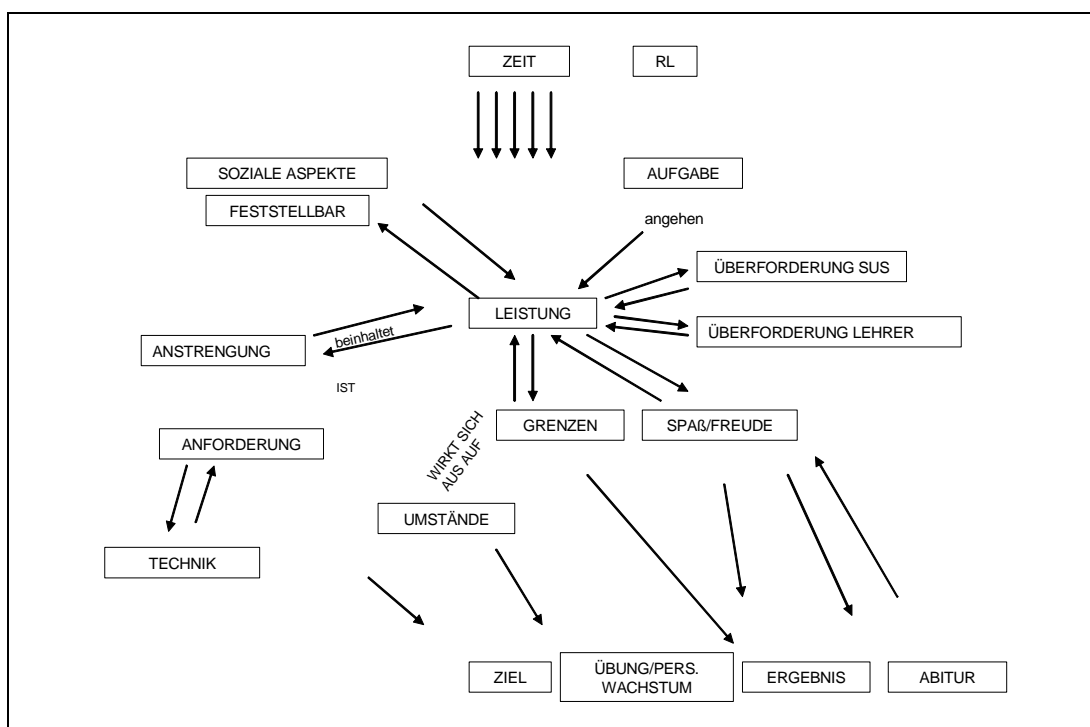 ZEIT
RL
SOZIALE ASPEKTE
AUFGABE
FESTSTELLBAR
angehen
ÜBERFORDERUNG SUS
LEISTUNG
ÜBERFORDERUNG LEHRER
beinhaltet
ANSTRENGUNG
IST
GRENZEN
SPAß/FREUDE
ANFORDERUNG
WIRKT SICH
AUS AUF
UMSTÄNDE
TECHNIK
ZIEL
ÜBUNG/PERS.
WACHSTUM
ERGEBNIS
ABITUR